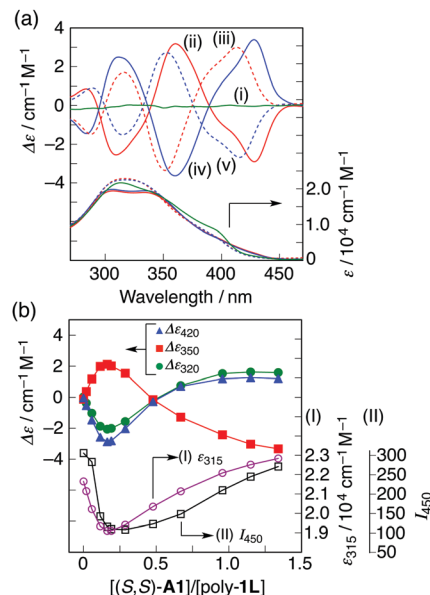 (a)
4
2
0
-2
-4
Δε / cm⁻¹ M⁻¹
(ii)
(iii)
(i)
(iv)
(v)
2.0
1.0
0
ε / 10⁴ cm⁻¹ M⁻¹
300
350
400
450
Wavelength / nm
(b)
4
2
0
-2
-4
Δε / cm⁻¹ M⁻¹
Δε₄₂₀
Δε₃₅₀
Δε₃₂₀
(I) ε₃₁₅
(II) I₄₅₀
(I)
2.3
2.2
2.1
2.0
1.9
ε₃₁₅ / 10⁴ cm⁻¹ M⁻¹
(II)
300
250
200
150
100
50
I₄₅₀
0
0.5
1.0
1.5
[(S,S)-A1]/[poly-1L]